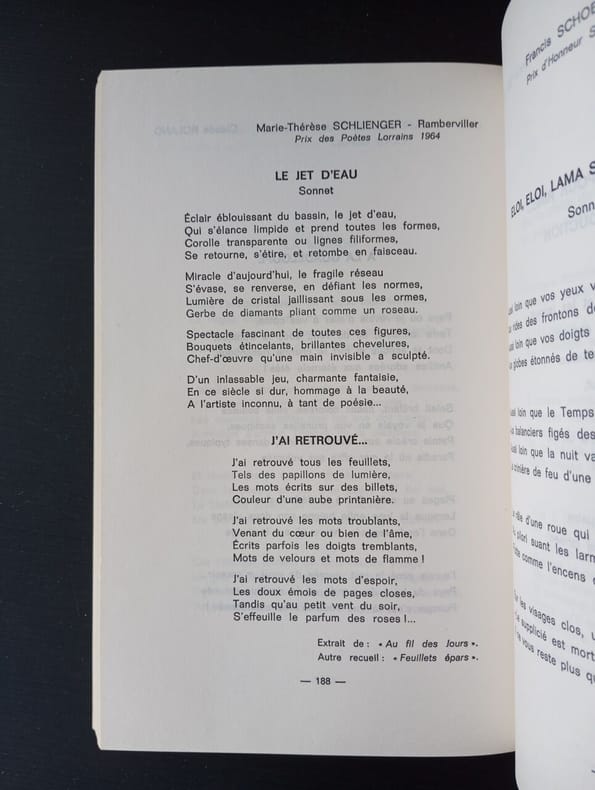 Marie-Thérèse SCHLIENGER - Ramberviller
Prix des Poètes Lorrains 1964
LE JET D'EAU
Sonnet
Éclair éblouissant du bassin, le jet d'eau,
Qui s'élance limpide et prend toutes les formes,
Corolle transparente ou lignes filiformes,
Se retourne, s'étire, et retombe en faisceau.
Miracle d'aujourd'hui, le fragile réseau
S'évase, se renverse, en défiant les normes,
Lumière de cristal jaillissant sous les ormes,
Gerbe de diamants pliant comme un roseau.
Spectacle fascinant de toutes ces figures,
Bouquets étincelants, brillantes chevelures,
Chef-d'œuvre qu'une main invisible a sculpté.
D'un inlassable jeu, charmante fantaisie,
En ce siècle si dur, hommage à la beauté,
A l'artiste inconnu, à tant de poésie...
J'AI RETROUVÉ...
J'ai retrouvé tous les feuillets,
Tels des papillons de lumière,
Les mots écrits sur des billets,
Couleur d'une aube printanière.
J'ai retrouvé les mots troublants,
Venant du cœur ou bien de l'âme,
Écrits parfois les doigts tremblants,
Mots de velours et mots de flamme !
J'ai retrouvé les mots d'espoir,
Les doux émois de pages closes,
Tandis qu'au petit vent du soir,
S'effeuille le parfum des roses !...
Extrait de : « Au fil des Jours ».
Autre recueil : « Feuillets épars ».
— 188 —
Francis
Prix d'Honneur
ELOI, ELOI, LAMA
loin que vos yeux
rides des frontons
loin que vos doigts
globes étonnés de
loin que le Temps
balanciers figés des
loin que la nuit
crinière de feu d'une
d'une roue qui
pilori suant les
comme l'encens
les visages clos,
supplicié est
vous reste plus